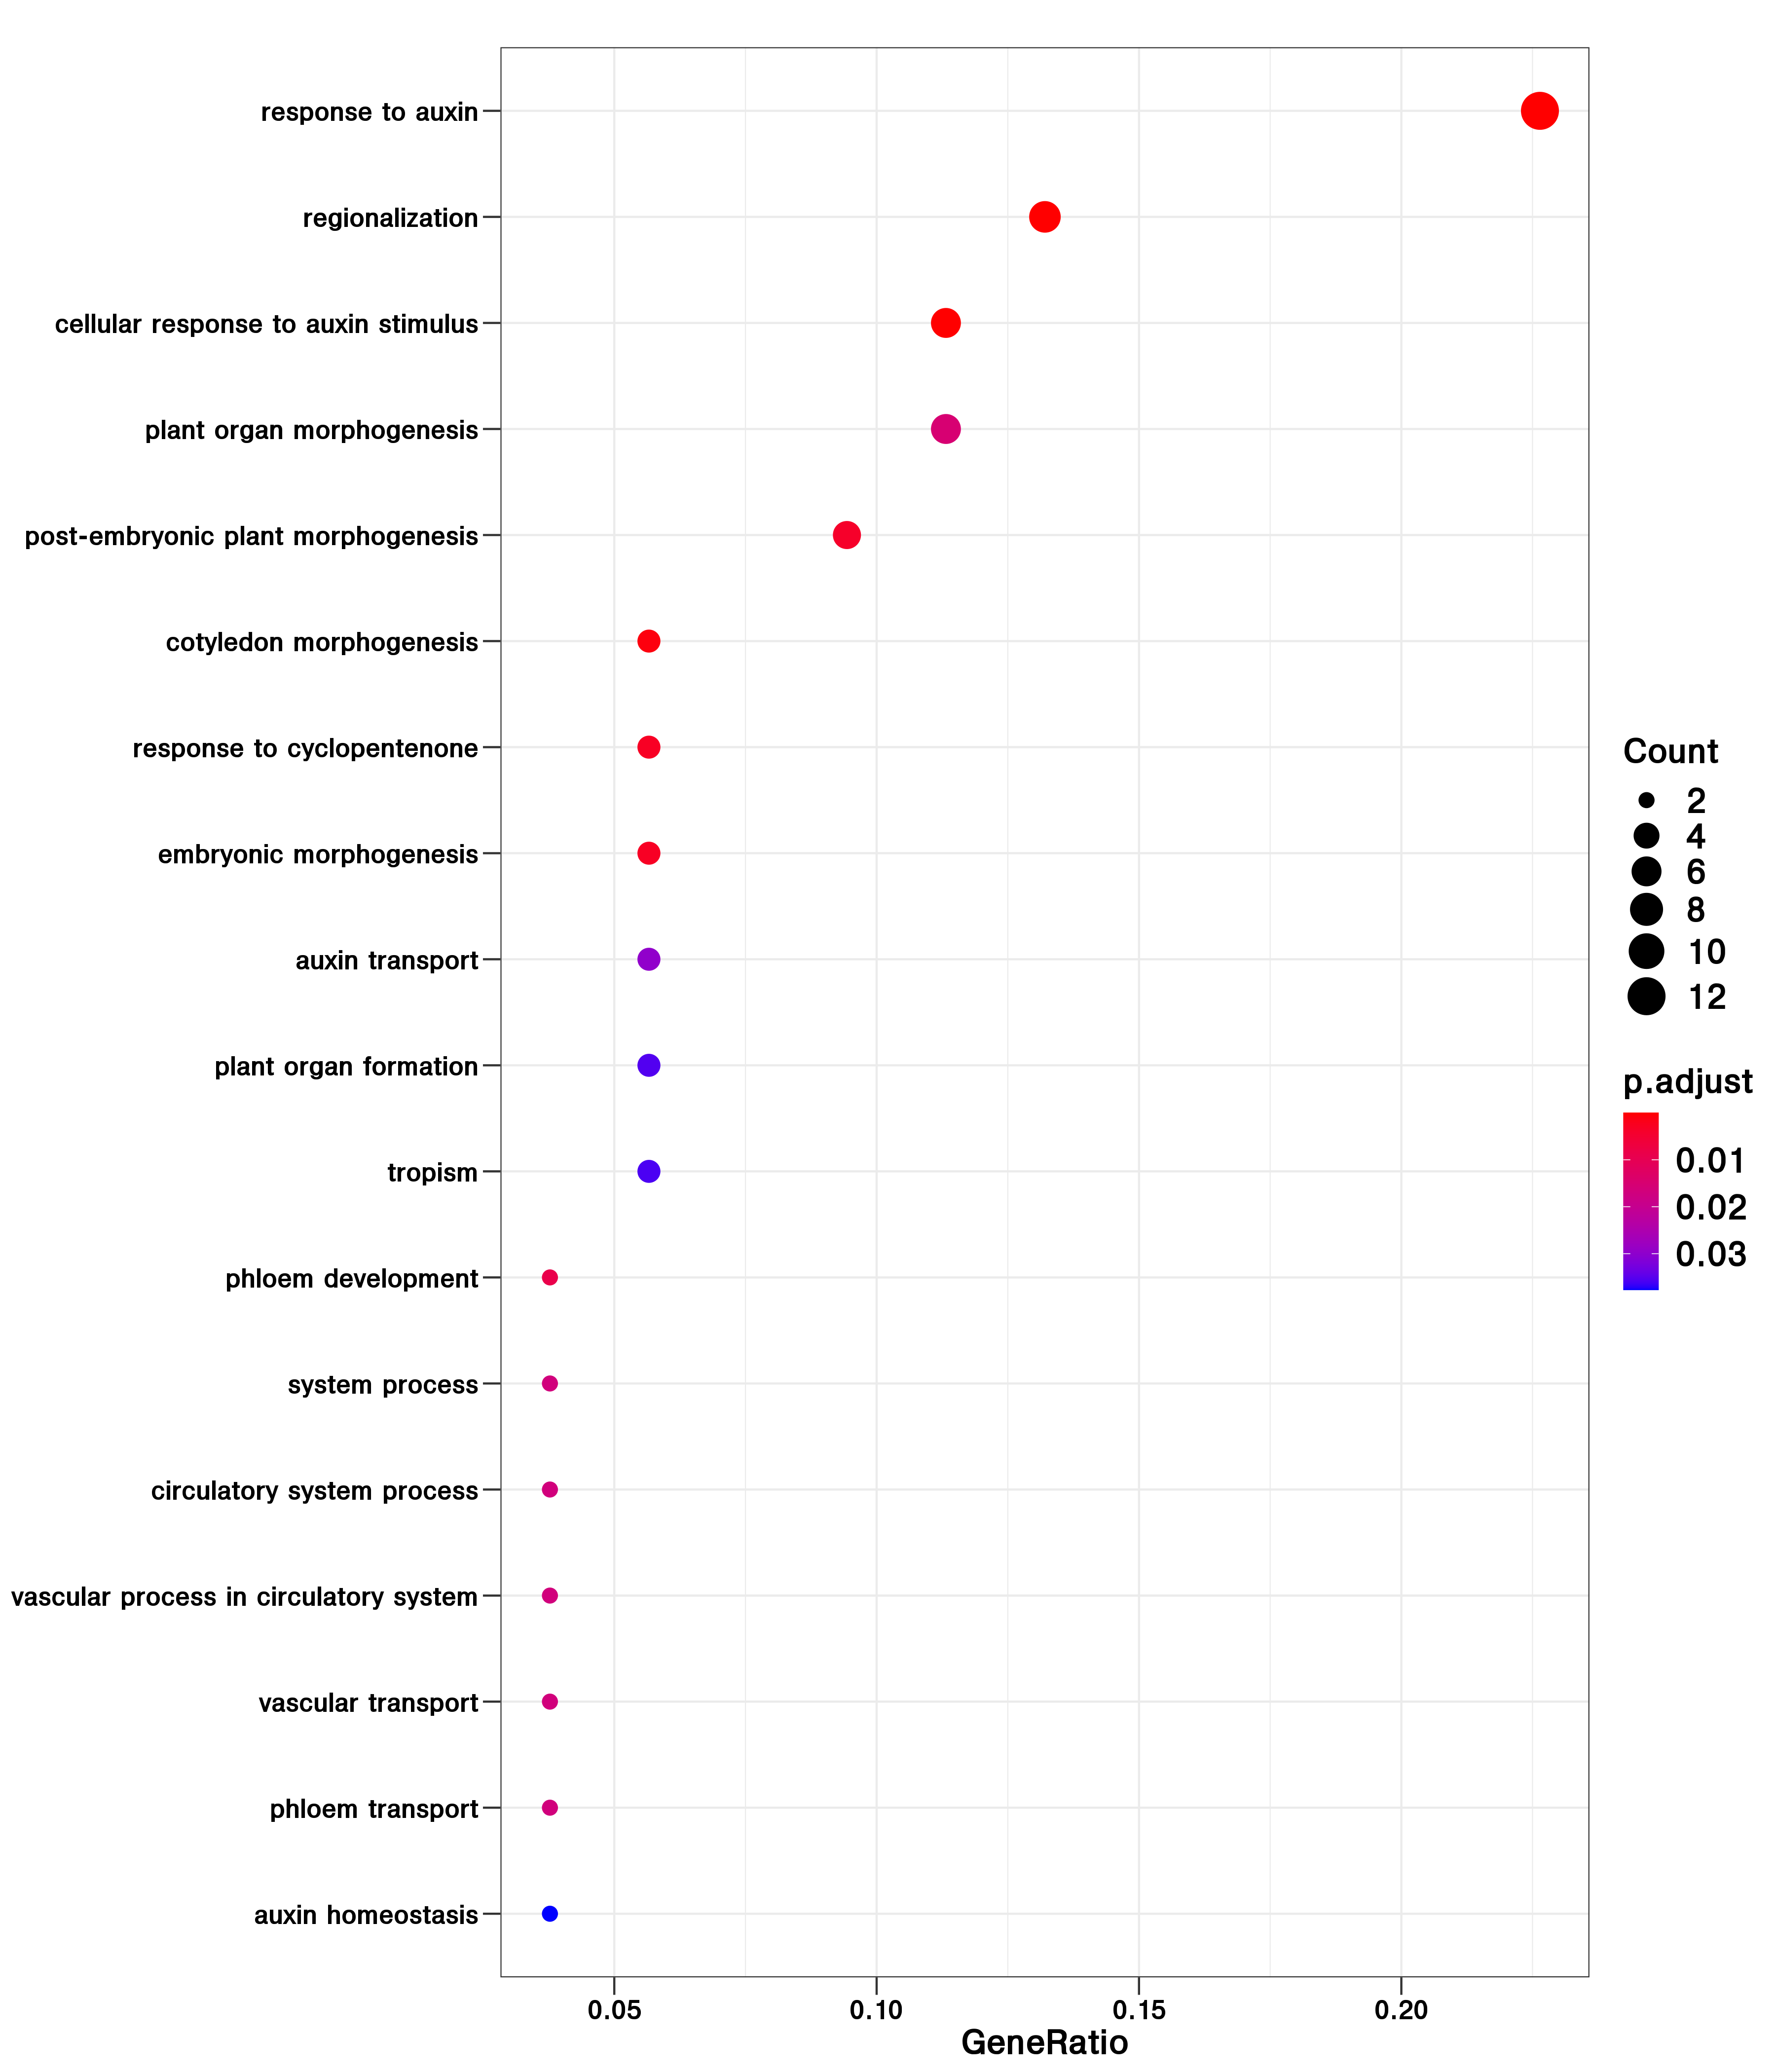 response to auxin
regionalization
cellular response to auxin stimulus
plant organ morphogenesis
post-embryonic plant morphogenesis
cotyledon morphogenesis
response to cyclopentenone
embryonic morphogenesis
auxin transport
plant organ formation
tropism
phloem development
system process
circulatory system process
vascular process in circulatory system
vascular transport
phloem transport
auxin homeostasis
0.05 0.10 0.15 0.20
GeneRatio
Count
2
4
6
8
10
12
p.adjust
0.01
0.02
0.03